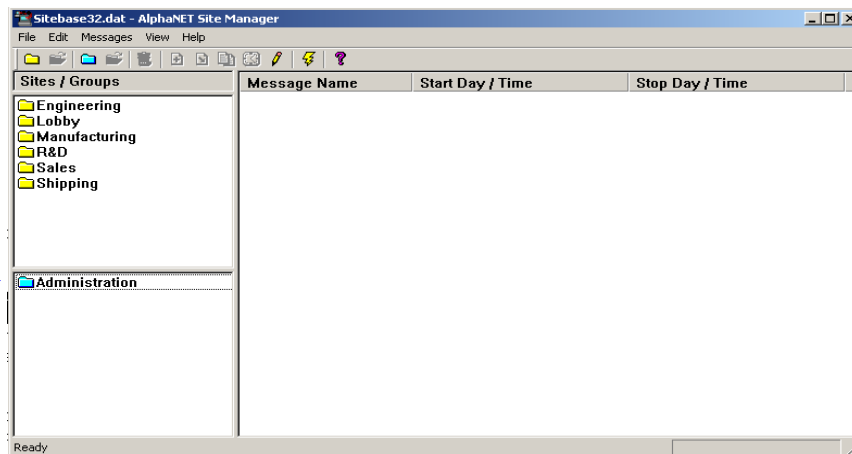 Sitebase32.dat - AlphaNET Site Manager
File Edit Messages View Help
Sites / Groups
Message Name Start Day / Time Stop Day / Time
Engineering
Lobby
Manufacturing
R&D
Sales
Shipping
Administration
Ready